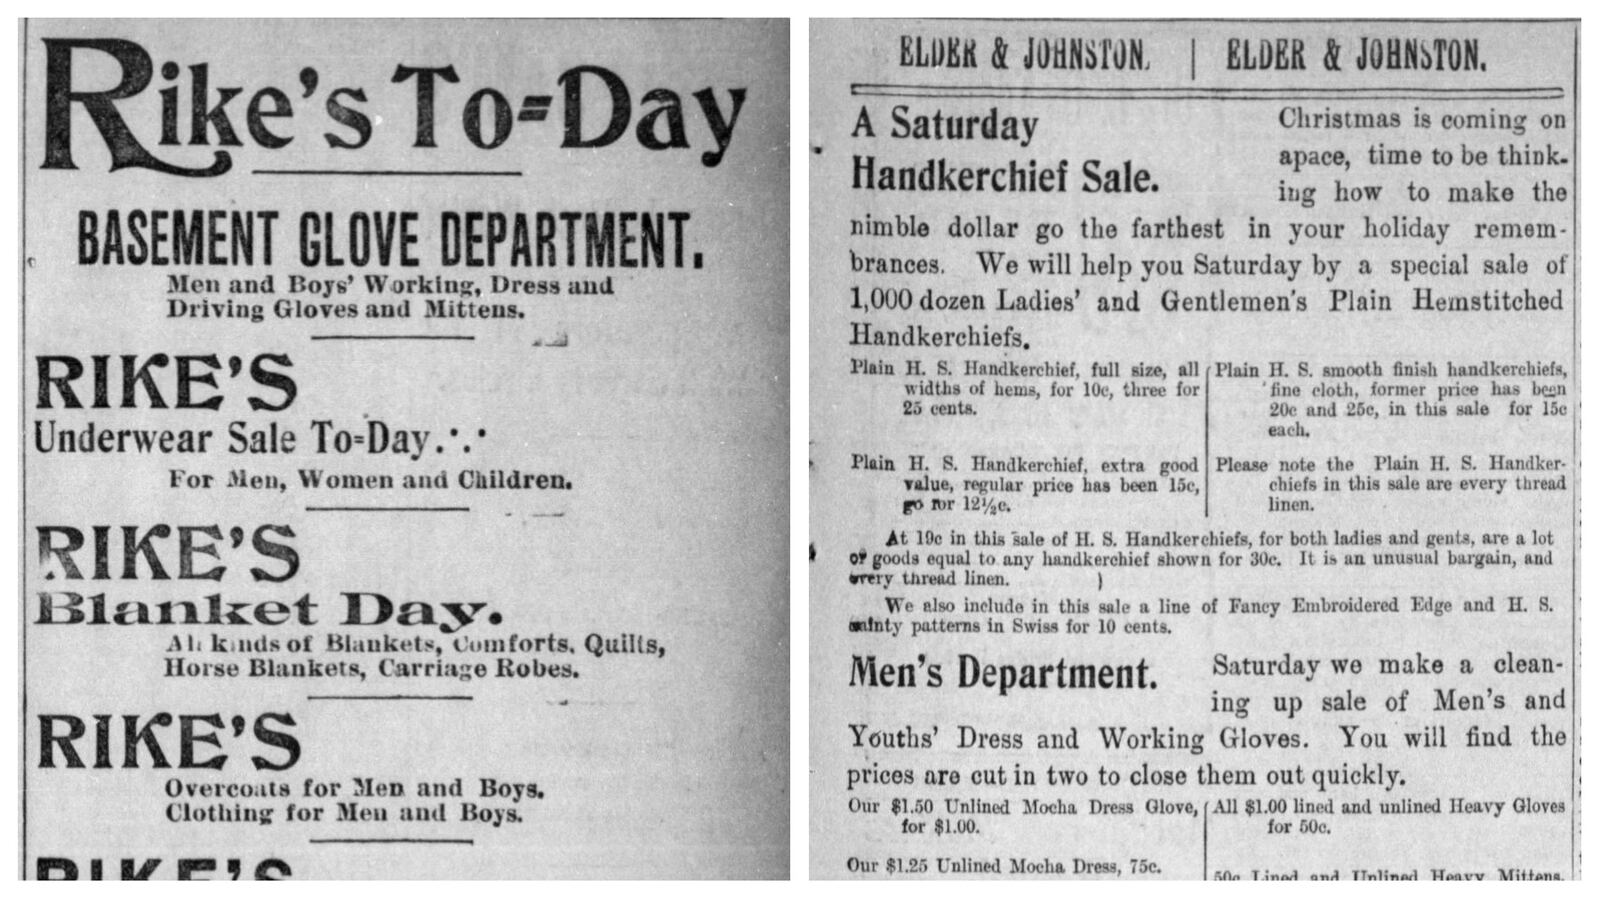 Rike's To=Day
BASEMENT GLOVE DEPARTMENT.
Men and Boys' Working, Dress and
Driving Gloves and Mittens.
RIKE'S
Underwear Sale To=Day.
For Men, Women and Children.
RIKE'S
Blanket Day.
All kinds of Blankets, Comforts, Quilts,
Horse Blankets, Carriage Robes.
RIKE'S
Overcoats for Men and Boys.
Clothing for Men and Boys.
RIKE'S
ELDER & JOHNSTON. | ELDER & JOHNSTON.
A Saturday
Handkerchief Sale.
Christmas is coming on
apace, time to be think-
ing how to make the
nimble dollar go the farthest in your holiday remem-
brances. We will help you Saturday by a special sale of
1,000 dozen Ladies' and Gentlemen's Plain Hemstitched
Handkerchiefs.
Plain H. S. Handkerchief, full size, all
widths of hems, for 10c, three for
25 cents.
Plain H. S. Handkerchief, extra good
value, regular price has been 15c,
go for 12½c.
Plain H. S. smooth finish handkerchiefs,
fine cloth, former price has been
20c and 25c, in this sale for 15c
each.
Please note the Plain H. S. Handker-
chiefs in this sale are every thread
linen.
At 19c in this sale of H. S. Handkerchiefs, for both ladies and gents, are a lot
of goods equal to any handkerchief shown for 30c. It is an unusual bargain, and
every thread linen.
We also include in this sale a line of Fancy Embroidered Edge and H. S.
dainty patterns in Swiss for 10 cents.
Men's Department.
Saturday we make a clean-
ing up sale of Men's and
Youths' Dress and Working Gloves. You will find the
prices are cut in two to close them out quickly.
Our $1.50 Unlined Mocha Dress Glove,
for $1.00.
Our $1.25 Unlined Mocha Dress, 75c.
All $1.00 lined and unlined Heavy Gloves
for 50c.
50c Lined and Unlined Heavy Mittens,